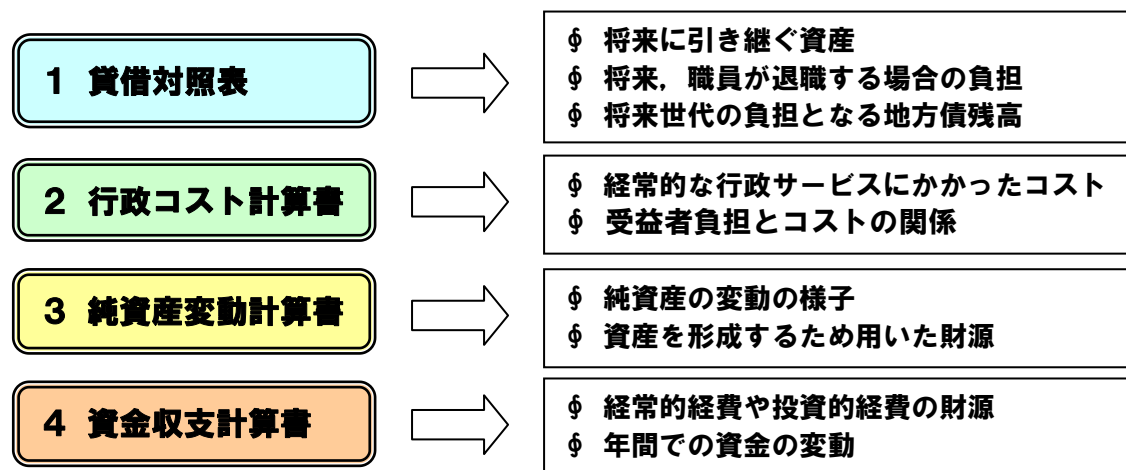 1 貸借対照表
∮ 将来に引き継ぐ資産
∮ 将来，職員が退職する場合の負担
∮ 将来世代の負担となる地方債残高
2 行政コスト計算書
∮ 経常的な行政サービスにかかったコスト
∮ 受益者負担とコストの関係
3 純資産変動計算書
∮ 純資産の変動の様子
∮ 資産を形成するため用いた財源
4 資金収支計算書
∮ 経常的経費や投資的経費の財源
∮ 年間での資金の変動